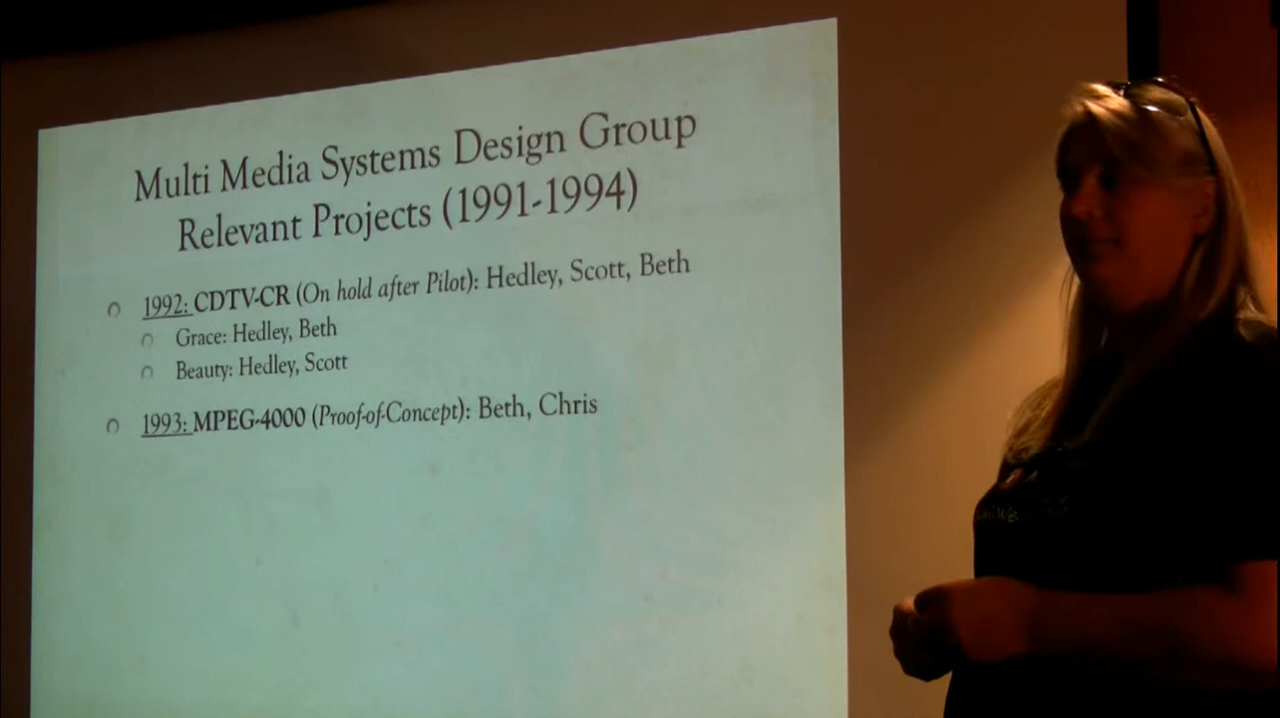 Multi Media Systems Design Group
Relevant Projects (1991-1994)
1992: CDTV-CR (On hold after Pilot): Hedley, Scott, Beth
Grace: Hedley, Beth
Beauty: Hedley, Scott
1993: MPEG-4000 (Proof-of-Concept): Beth, Chris